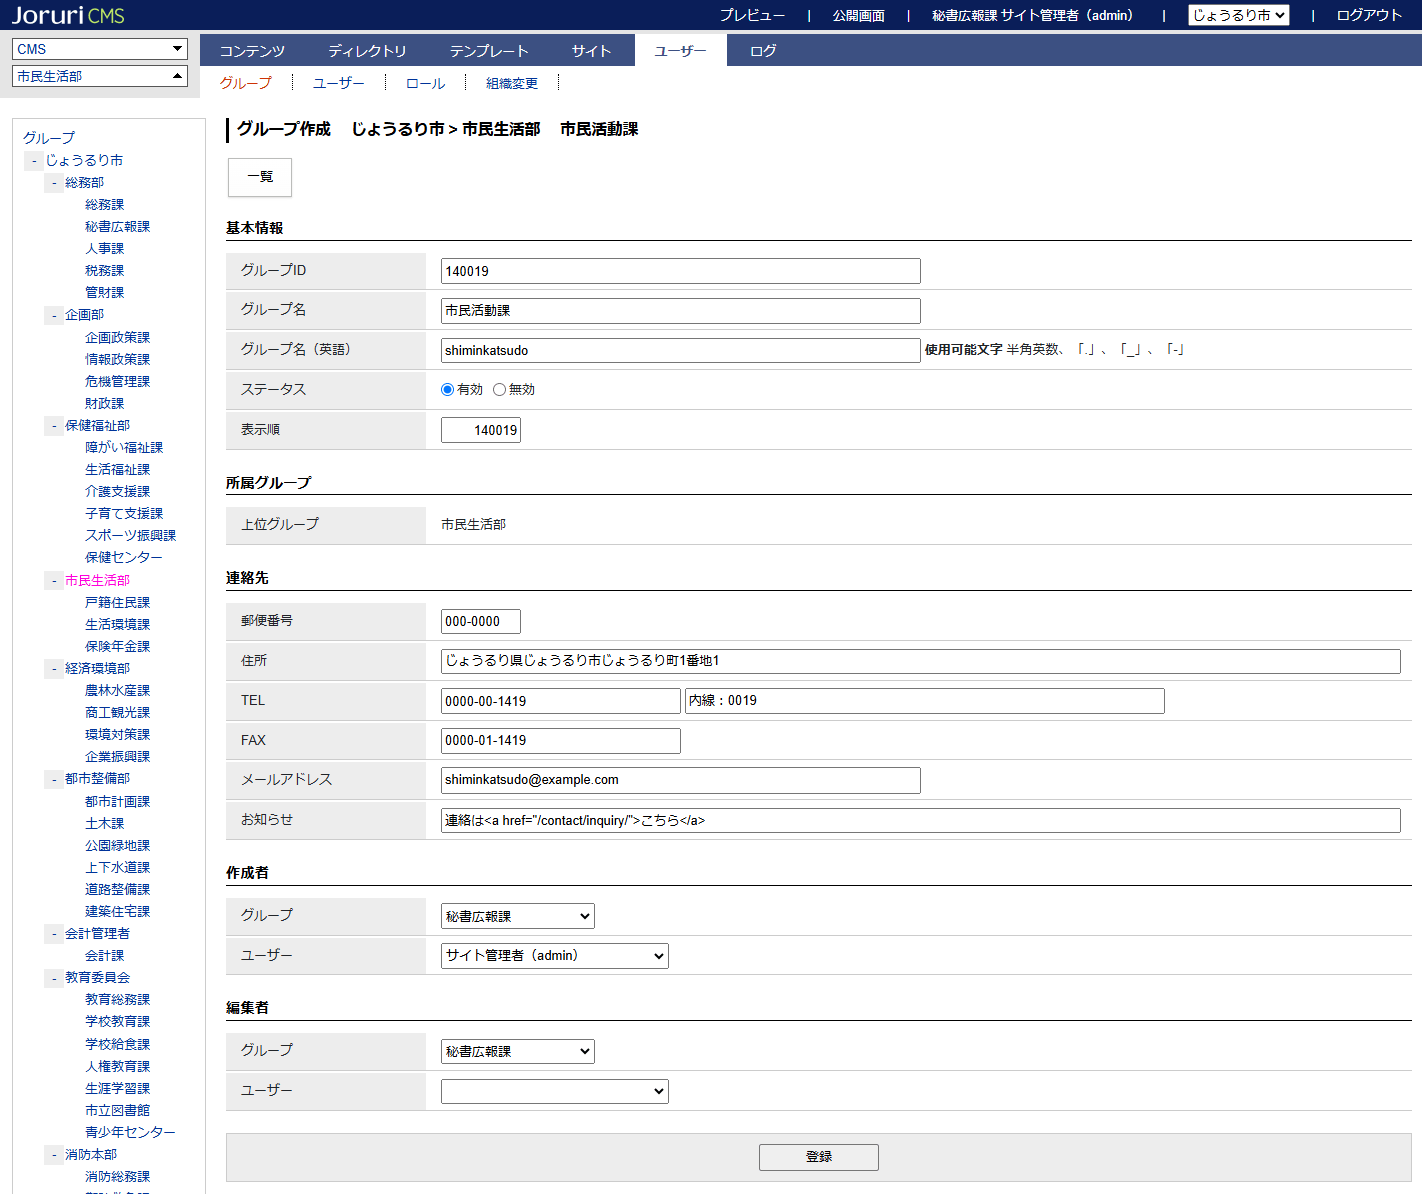 Joruri CMS
プレビュー | 公開画面 | 秘書広報課 サイト管理者（admin） | じょうるり市 | ログアウト
CMS
市民生活部
コンテンツ ディレクトリ テンプレート サイト ユーザー ログ
グループ ユーザー ロール 組織変更
グループ
- じょうるり市
- 総務部
総務課
秘書広報課
人事課
税務課
管財課
- 企画部
企画政策課
情報政策課
危機管理課
財政課
- 保健福祉部
障がい福祉課
生活福祉課
介護支援課
子育て支援課
スポーツ振興課
保健センター
- 市民生活部
戸籍住民課
生活環境課
保険年金課
- 経済環境部
農林水産課
商工観光課
環境対策課
企業振興課
- 都市整備部
都市計画課
土木課
公園緑地課
上下水道課
道路整備課
建築住宅課
- 会計管理者
会計課
- 教育委員会
教育総務課
学校教育課
学校給食課
人権教育課
生涯学習課
市立図書館
青少年センター
- 消防本部
消防総務課
グループ作成 じょうるり市 > 市民生活部 市民活動課
一覧
基本情報
グループID 140019
グループ名 市民活動課
グループ名（英語） shiminkatsudo 使用可能文字 半角英数、「.」、「_」、「-」
ステータス 有効 無効
表示順 140019
所属グループ
上位グループ 市民生活部
連絡先
郵便番号 000-0000
住所 じょうるり県じょうるり市じょうるり町1番地1
TEL 0000-00-1419 内線：0019
FAX 0000-01-1419
メールアドレス shiminkatsudo@example.com
お知らせ 連絡は<a href="/contact/inquiry/">こちら</a>
作成者
グループ 秘書広報課
ユーザー サイト管理者（admin）
編集者
グループ 秘書広報課
ユーザー
登録